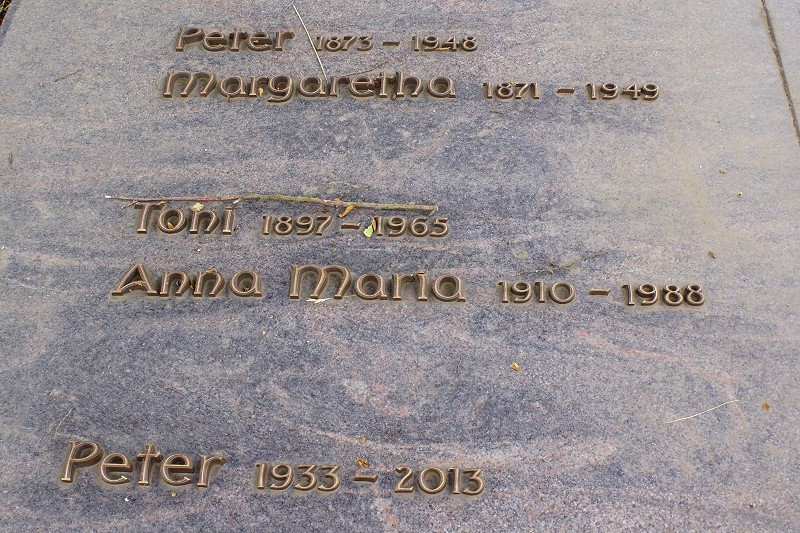 Peter 1873 - 1948
Margaretha 1871 - 1949
Toni 1897 - 1965
Anna Maria 1910 - 1988
Peter 1933 - 2013